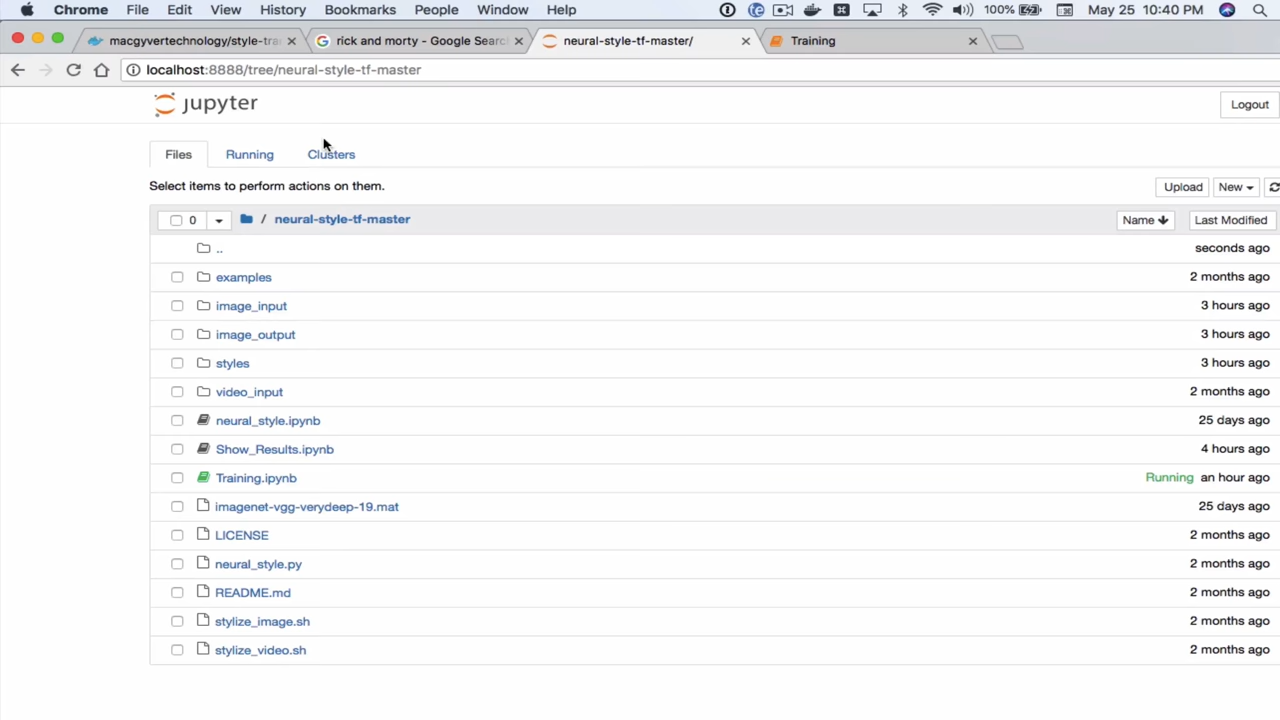 Chrome File Edit View History Bookmarks People Window Help 100% May 25 10:40 PM
macgyvertechnology/style-tra rick and morty - Google Searc neural-style-tf-master/ Training
localhost:8888/tree/neural-style-tf-master
jupyter Logout
Files Running Clusters
Select items to perform actions on them. Upload New
0 / neural-style-tf-master Name Last Modified
.. seconds ago
examples 2 months ago
image_input 3 hours ago
image_output 3 hours ago
styles 3 hours ago
video_input 2 months ago
neural_style.ipynb 25 days ago
Show_Results.ipynb 4 hours ago
Training.ipynb Running an hour ago
imagenet-vgg-verydeep-19.mat 25 days ago
LICENSE 2 months ago
neural_style.py 2 months ago
README.md 2 months ago
stylize_image.sh 2 months ago
stylize_video.sh 2 months ago